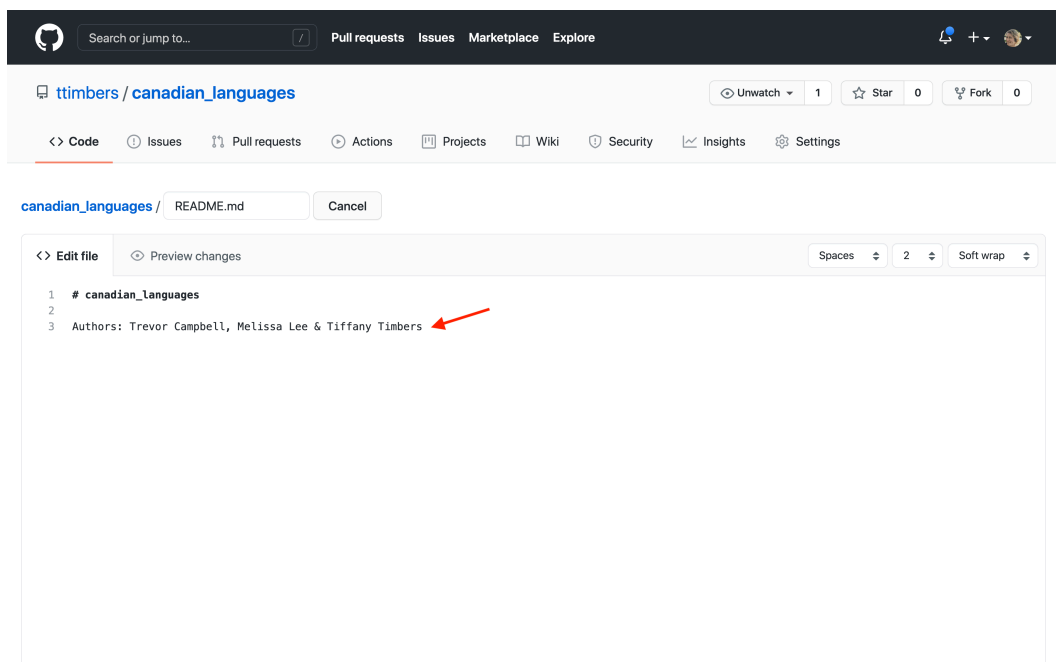 Search or jump to... / Pull requests Issues Marketplace Explore
ttimbers / canadian_languages Unwatch 1 Star 0 Fork 0
Code Issues Pull requests Actions Projects Wiki Security Insights Settings
canadian_languages / README.md Cancel
<> Edit file Preview changes Spaces 2 Soft wrap
1 # canadian_languages
2
3 Authors: Trevor Campbell, Melissa Lee & Tiffany Timbers